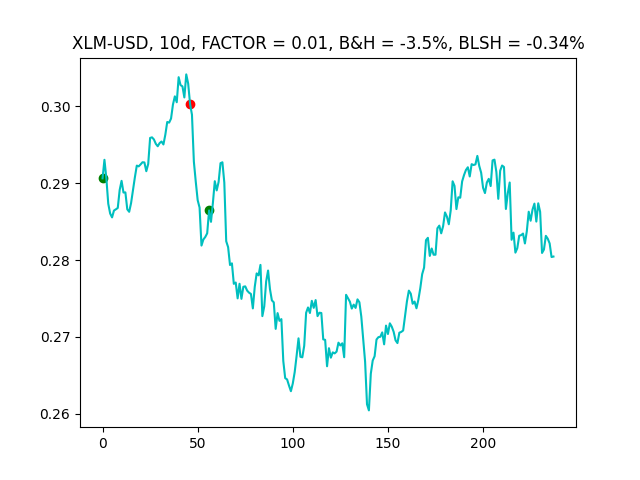 XLM-USD, 10d, FACTOR = 0.01, B&H = -3.5%, BLSH = -0.34%
0.30
0.29
0.28
0.27
0.26
0 50 100 150 200